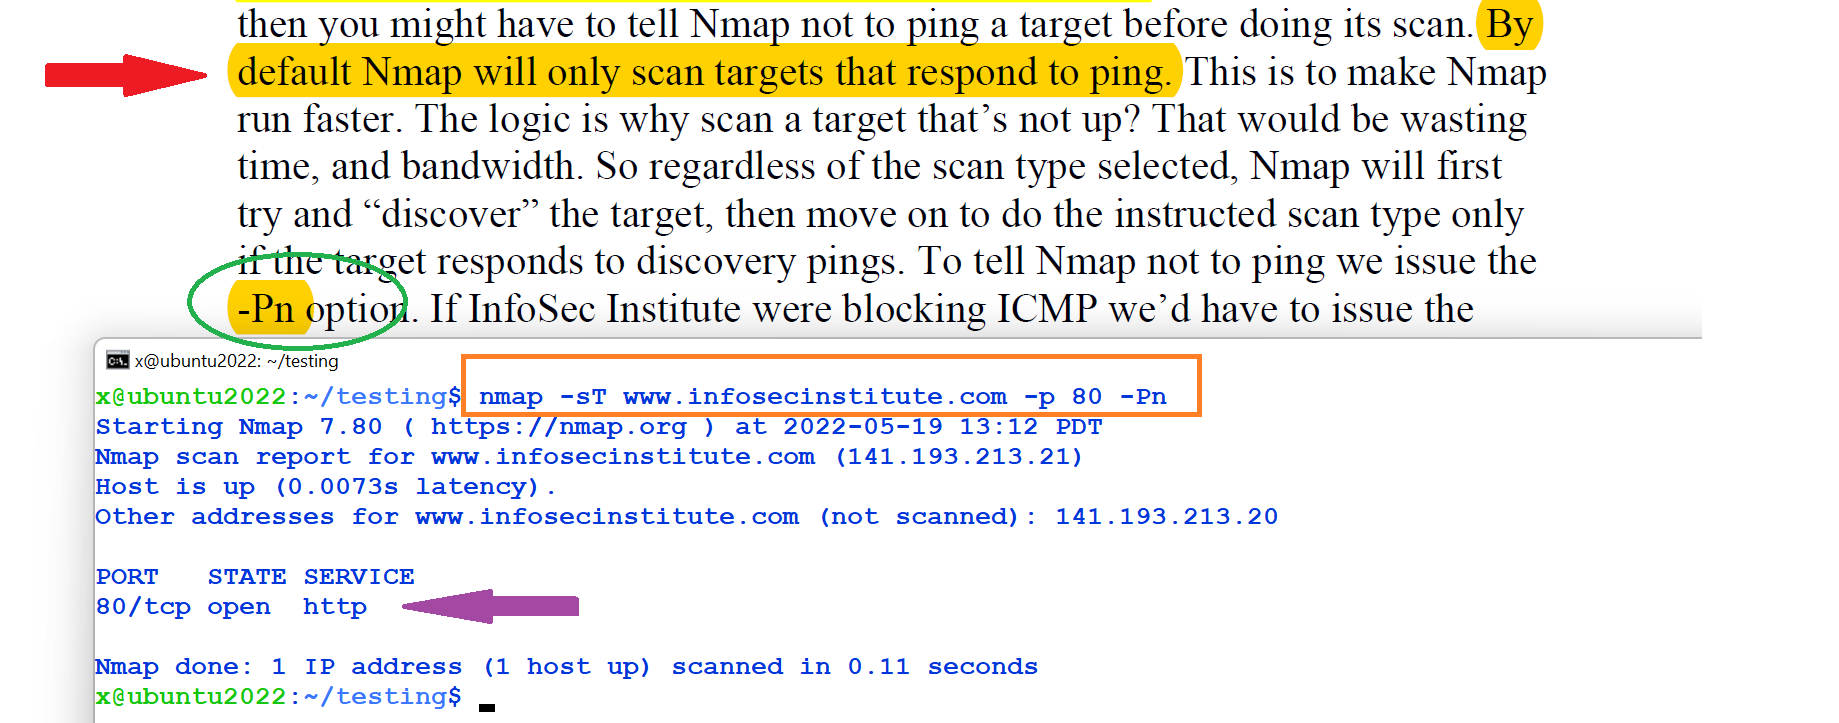 then you might have to tell Nmap not to ping a target before doing its scan. By
default Nmap will only scan targets that respond to ping. This is to make Nmap
run faster. The logic is why scan a target that’s not up? That would be wasting
time, and bandwidth. So regardless of the scan type selected, Nmap will first
try and “discover” the target, then move on to do the instructed scan type only
if the target responds to discovery pings. To tell Nmap not to ping we issue the
-Pn option. If InfoSec Institute were blocking ICMP we’d have to issue the
C:\. x@ubuntu2022: ~/testing
x@ubuntu2022:~/testing$ nmap -sT www.infosecinstitute.com -p 80 -Pn
Starting Nmap 7.80 ( https://nmap.org ) at 2022-05-19 13:12 PDT
Nmap scan report for www.infosecinstitute.com (141.193.213.21)
Host is up (0.0073s latency).
Other addresses for www.infosecinstitute.com (not scanned): 141.193.213.20
PORT   STATE SERVICE
80/tcp open  http
Nmap done: 1 IP address (1 host up) scanned in 0.11 seconds
x@ubuntu2022:~/testing$